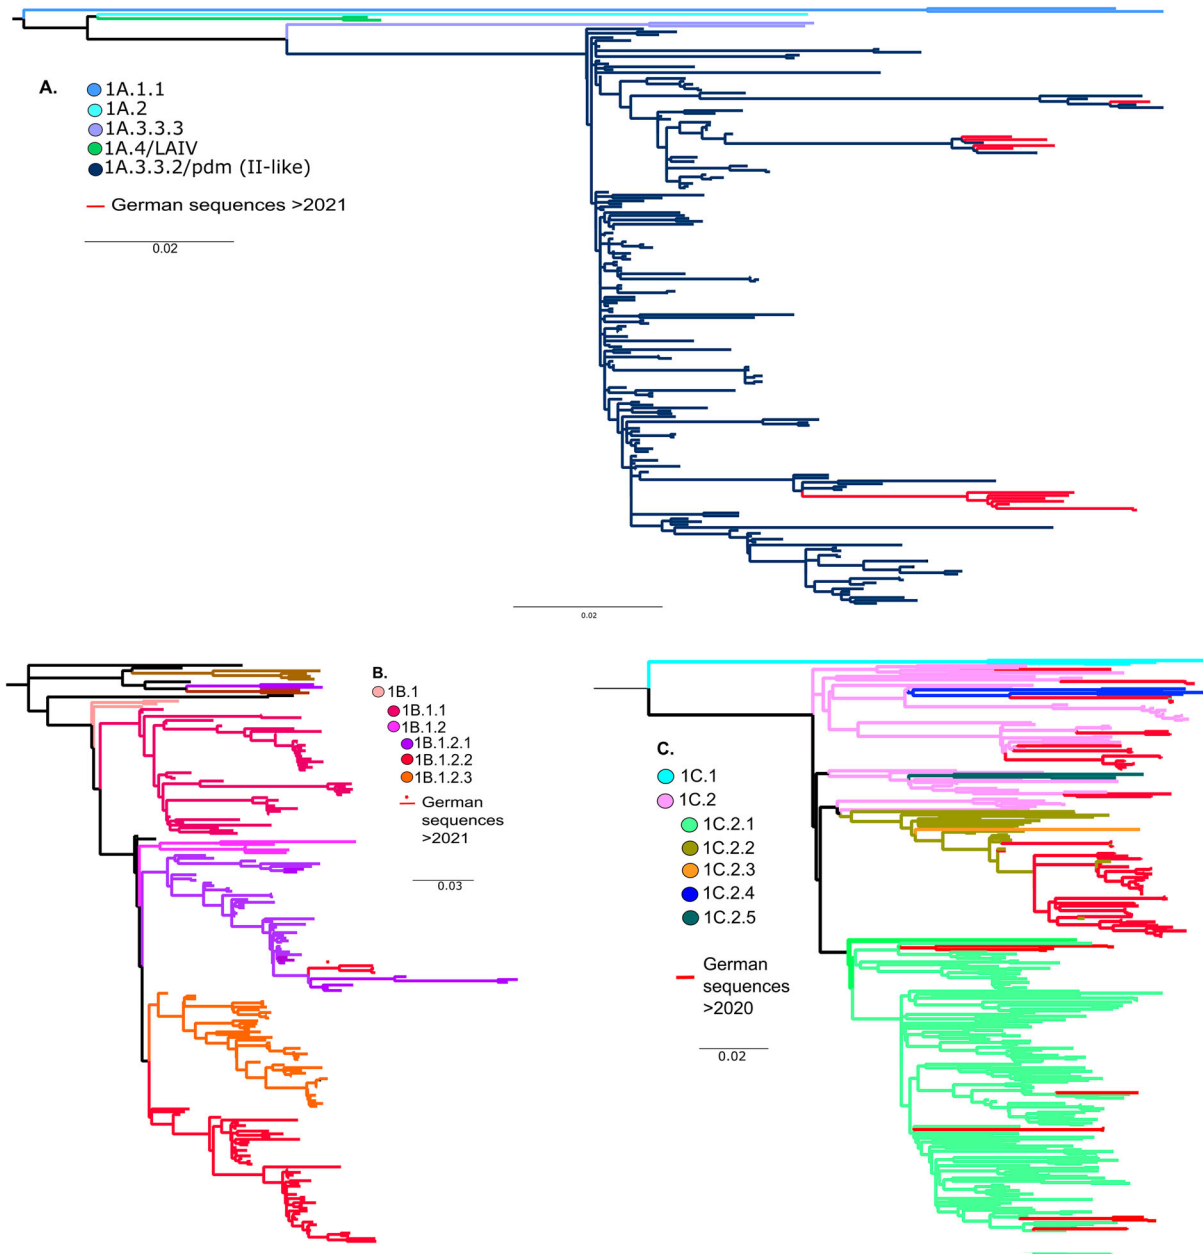 A.
1A.1.1
1A.2
1A.3.3.3
1A.4/LAIV
1A.3.3.2/pdm (II-like)
German sequences >2021
0.02
0.02
B.
1B.1
1B.1.1
1B.1.2
1B.1.2.1
1B.1.2.2
1B.1.2.3
German
sequences
>2021
0.03
C.
1C.1
1C.2
1C.2.1
1C.2.2
1C.2.3
1C.2.4
1C.2.5
German
sequences
>2020
0.02